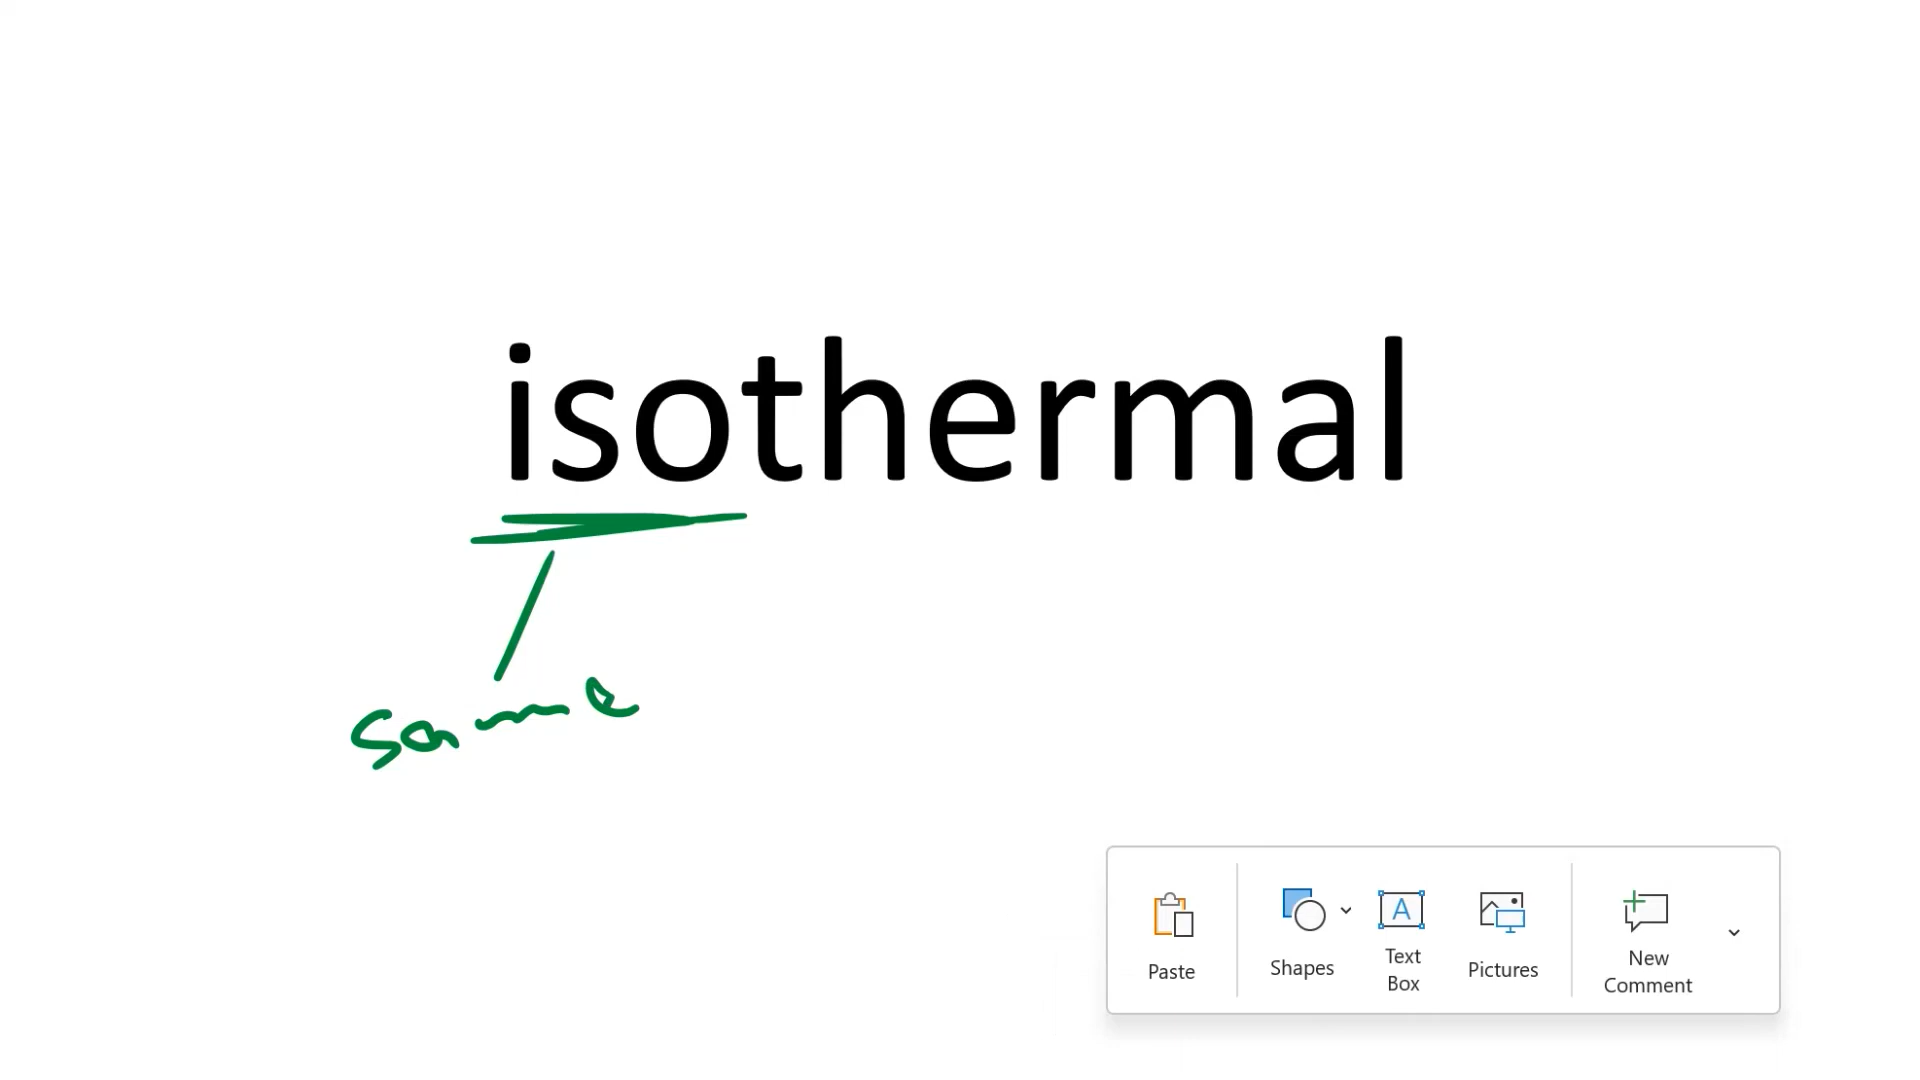 isothermal
same
A
Paste
Shapes
Text
Box
Pictures
New
Comment